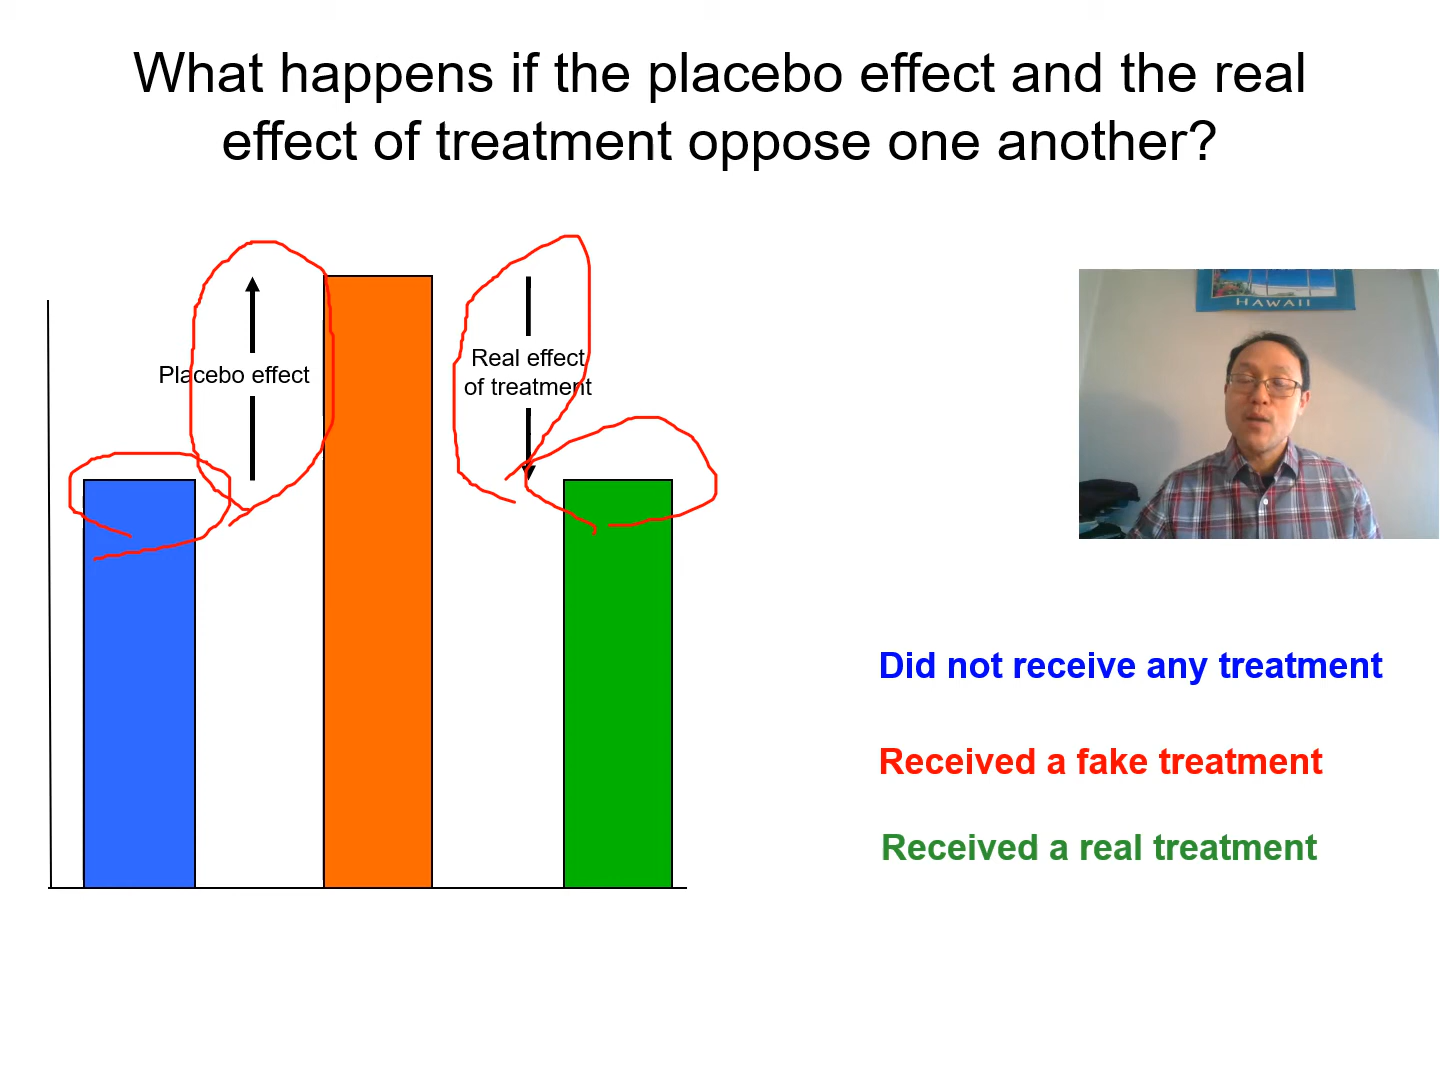 What happens if the placebo effect and the real
effect of treatment oppose one another?
Placebo effect
Real effect
of treatment
HAWAII
Did not receive any treatment
Received a fake treatment
Received a real treatment